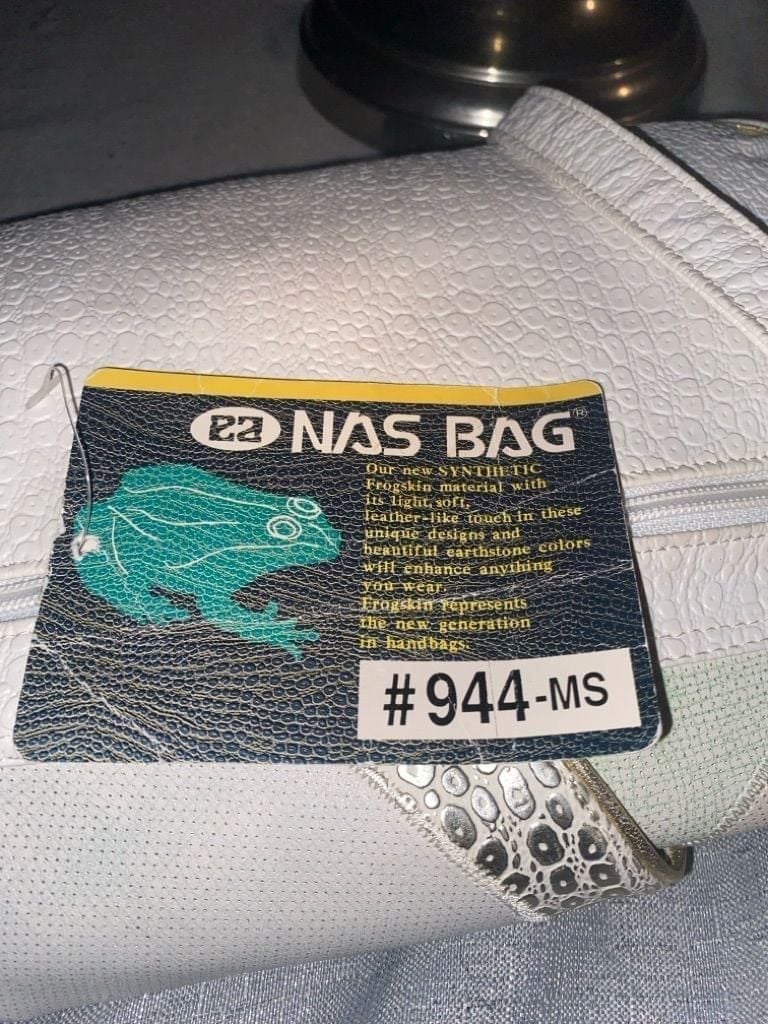 NAS BAG®
Our new SYNTHETIC
Frogskin material with
its light, soft,
leather-like touch in these
unique designs and
beautiful earthstone colors
will enhance anything
you wear.
Frogskin represents
the new generation
in handbags.
#944-MS